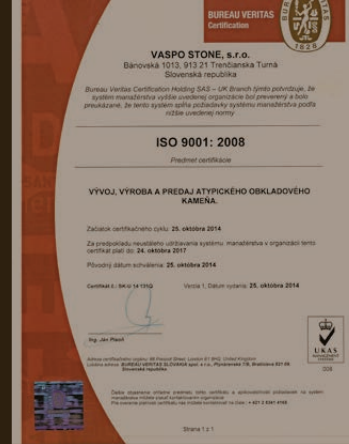 BUREAU VERITAS
Certification
BUREAU VERITAS
1828
VASPO STONE, s.r.o.
Bánovská 1013, 913 21 Trenčianska Turná
Slovenská republika
Bureau Veritas Certification Holding SAS – UK Branch týmto potvrdzuje, že
systém manažérstva vyššie uvedenej organizácie bol preverený a bolo
preukázané, že tento systém spĺňa požiadavky systému manažérstva podľa
nižšie uvedenej normy
ISO 9001: 2008
Predmet certifikácie
VÝVOJ, VÝROBA A PREDAJ ATYPICKÉHO OBKLADOVÉHO
KAMEŇA.
Začiatok certifikačného cyklu: 25. októbra 2014
Za predpokladu neustáleho udržiavania systému manažérstva v organizácii tento
certifikát platí do: 24. októbra 2017
Pôvodný dátum schválenia: 25. októbra 2014
Certifikát č.: Verzia 1, Dátum vydania: 25. októbra 2014
Ing. Ján
UKAS
MANAGEMENT
SYSTEMS
008
Strana 1 z 1